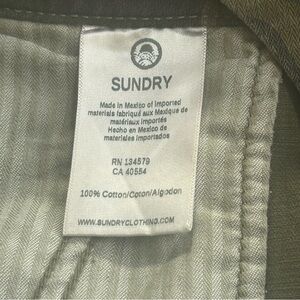 SUNDRY
Made in Mexico of imported
materials fabriqué aux Mexique de
matériaux importés
Hecho en Mexico de
materiales importados
RN 134579
CA 40554
100% Cotton/Coton/Algodon
WWW.SUNDRYCLOTHING.COM